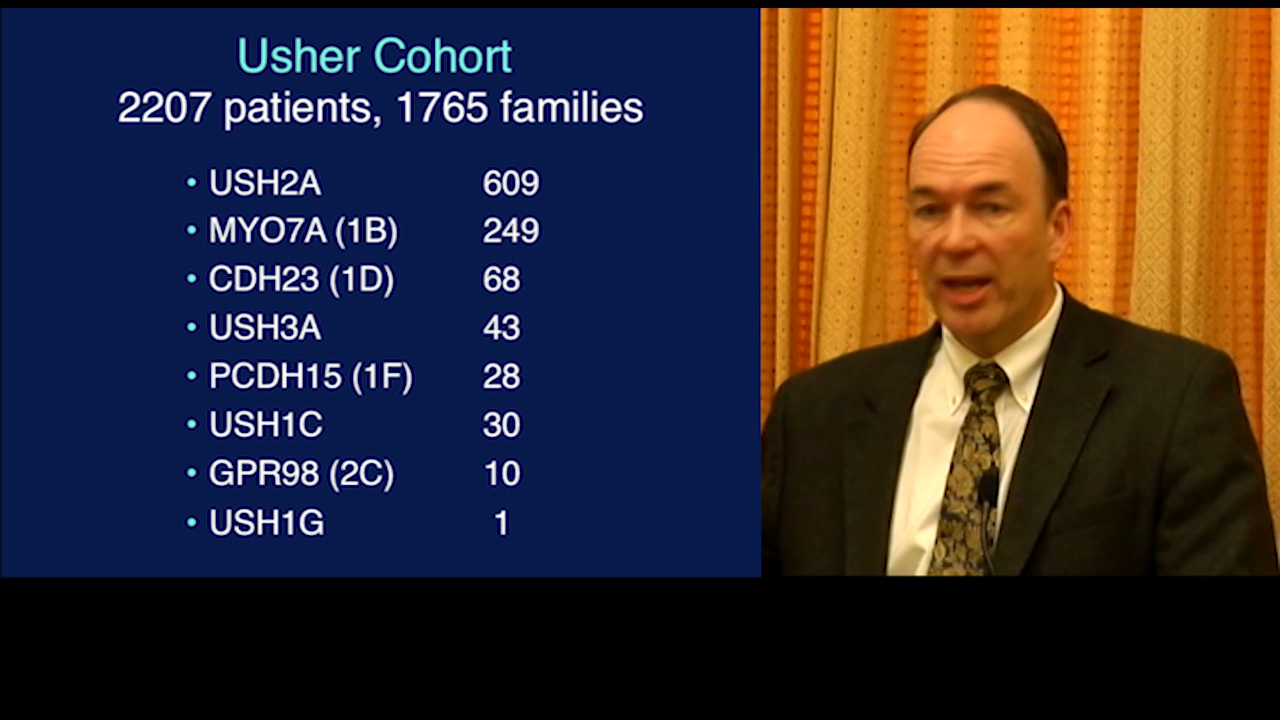 Usher Cohort
2207 patients, 1765 families
• USH2A 609
• MYO7A (1B) 249
• CDH23 (1D) 68
• USH3A 43
• PCDH15 (1F) 28
• USH1C 30
• GPR98 (2C) 10
• USH1G 1